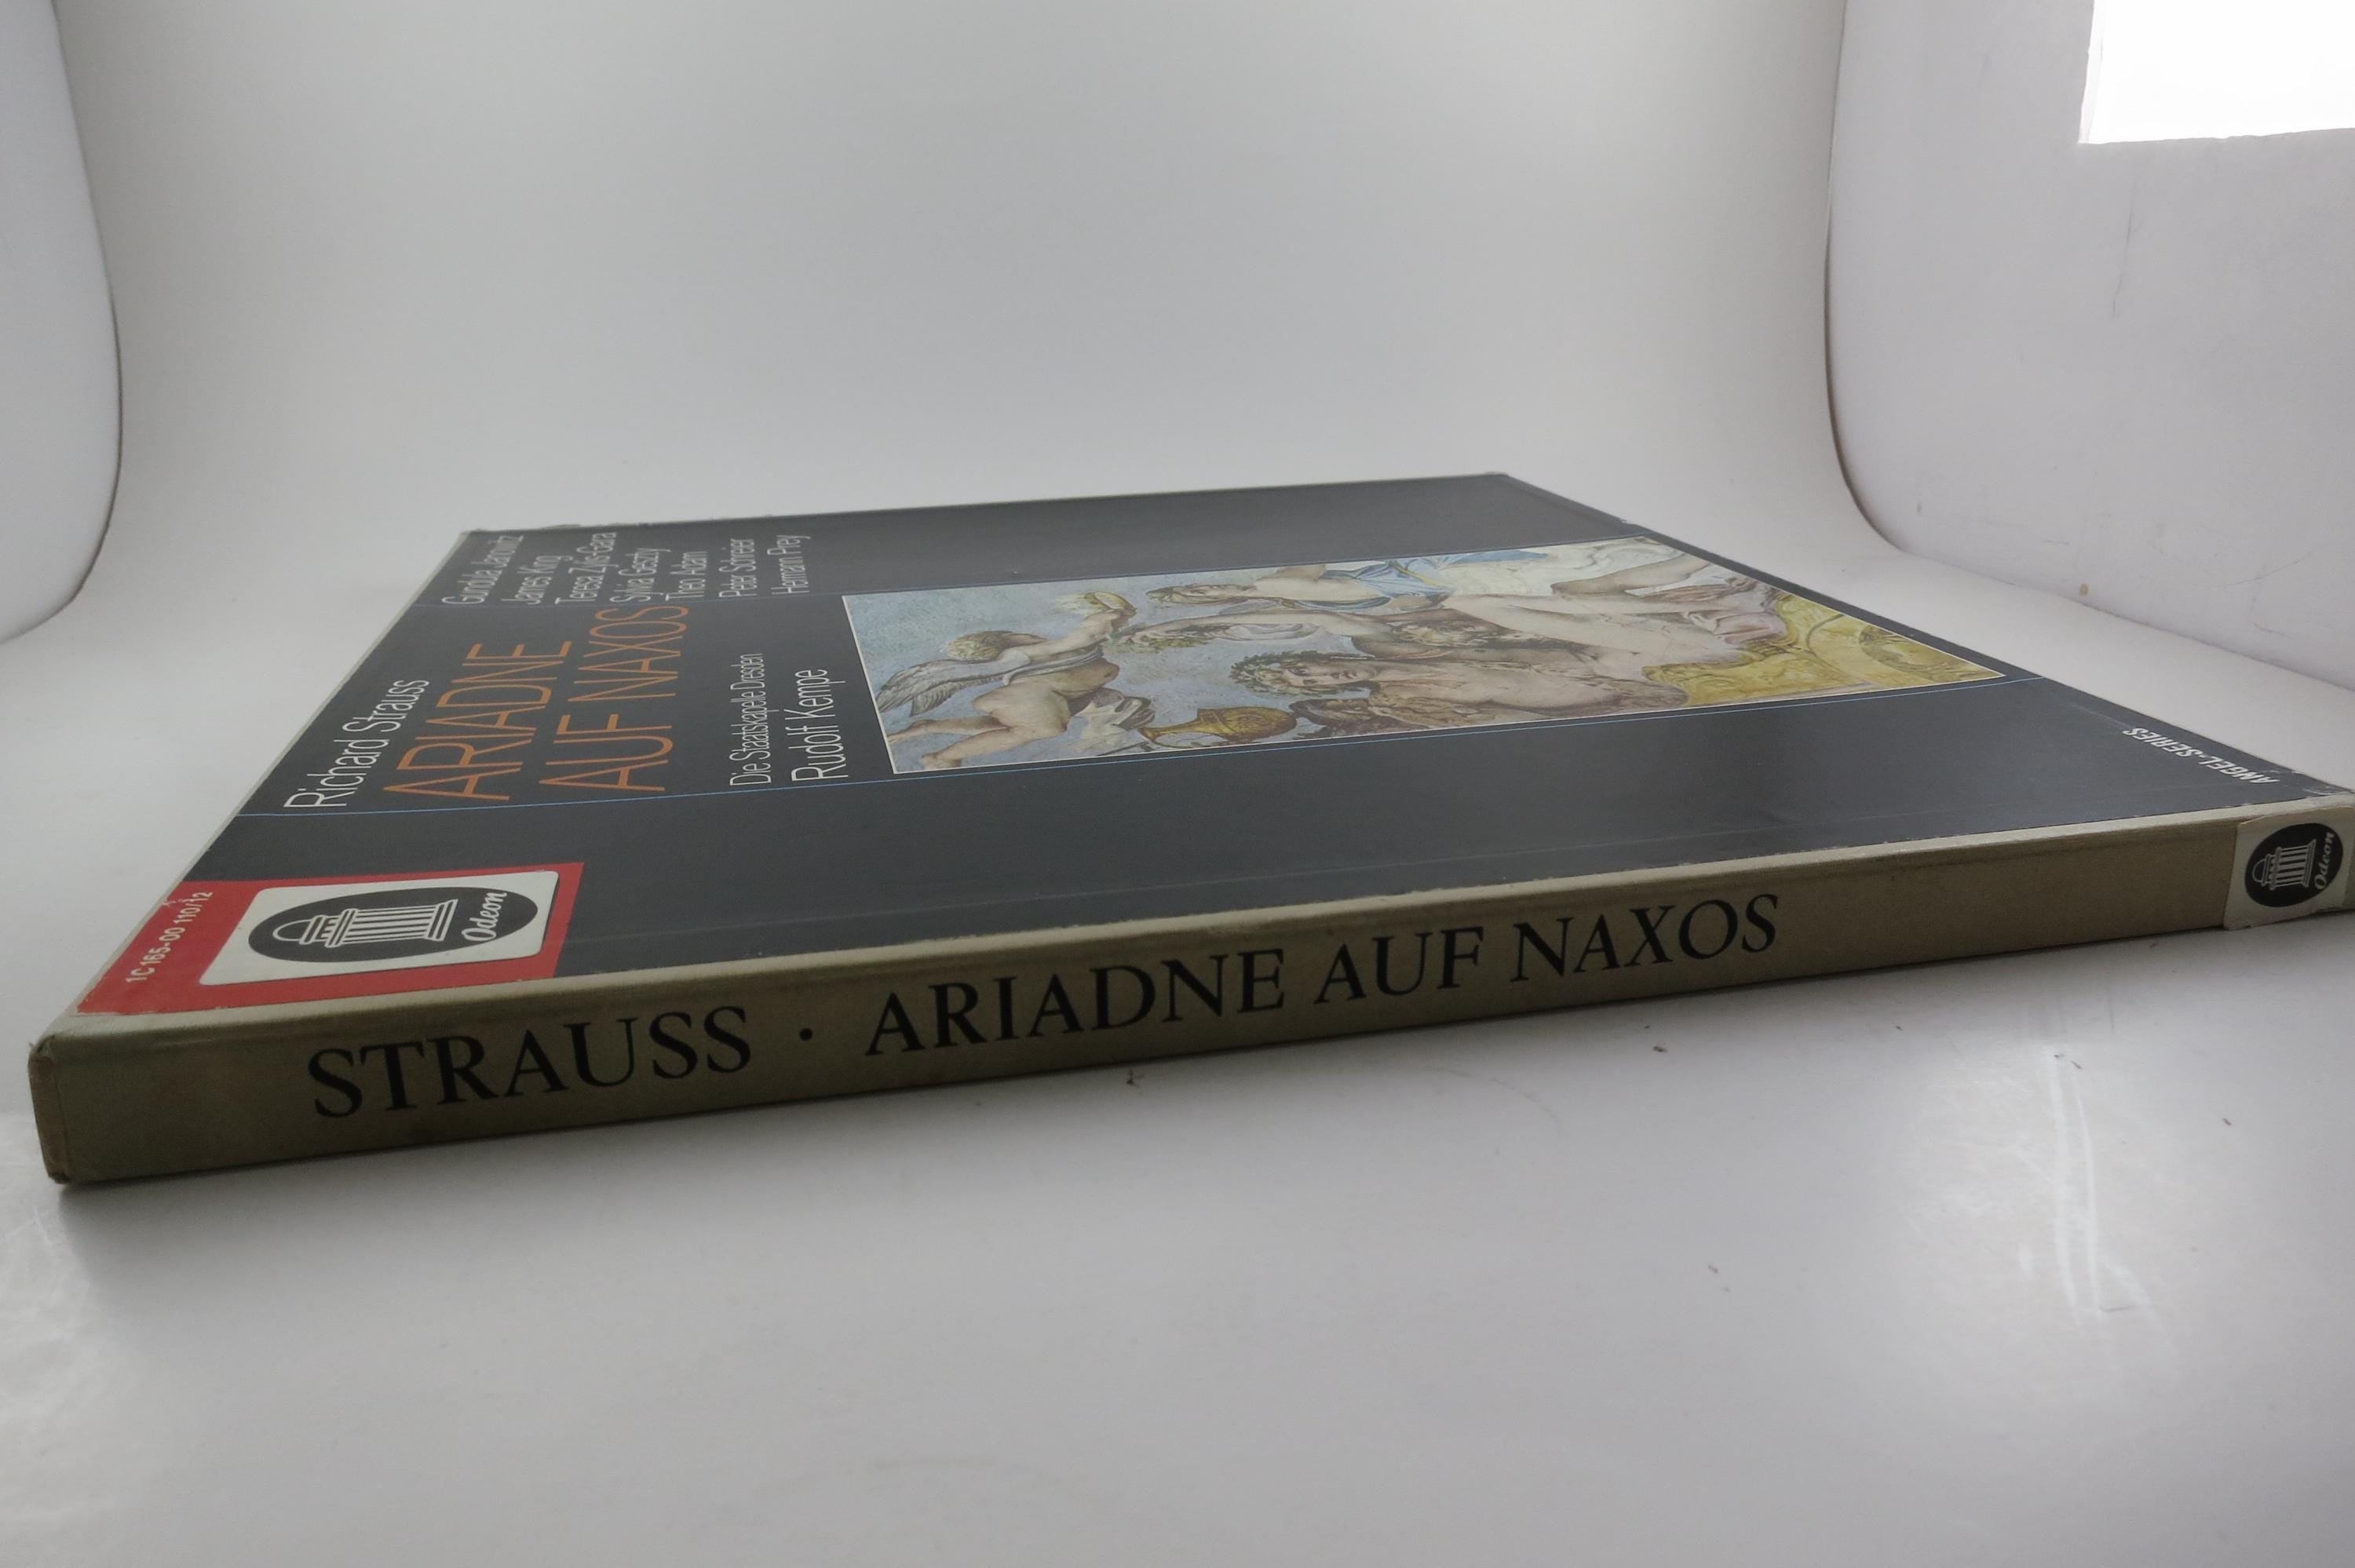 Richard Strauss
ARIADNE
AUF NAXOS
Gundula Janowitz
James King
Teresa Zylis-Gara
Sylvia Geszty
Theo Adam
Peter Schreier
Hermann Prey
Die Staatskapelle Dresden
Rudolf Kempe
1C 165-00 110/12
Odeon
ANGEL-SERIES
STRAUSS · ARIADNE AUF NAXOS
Odeon